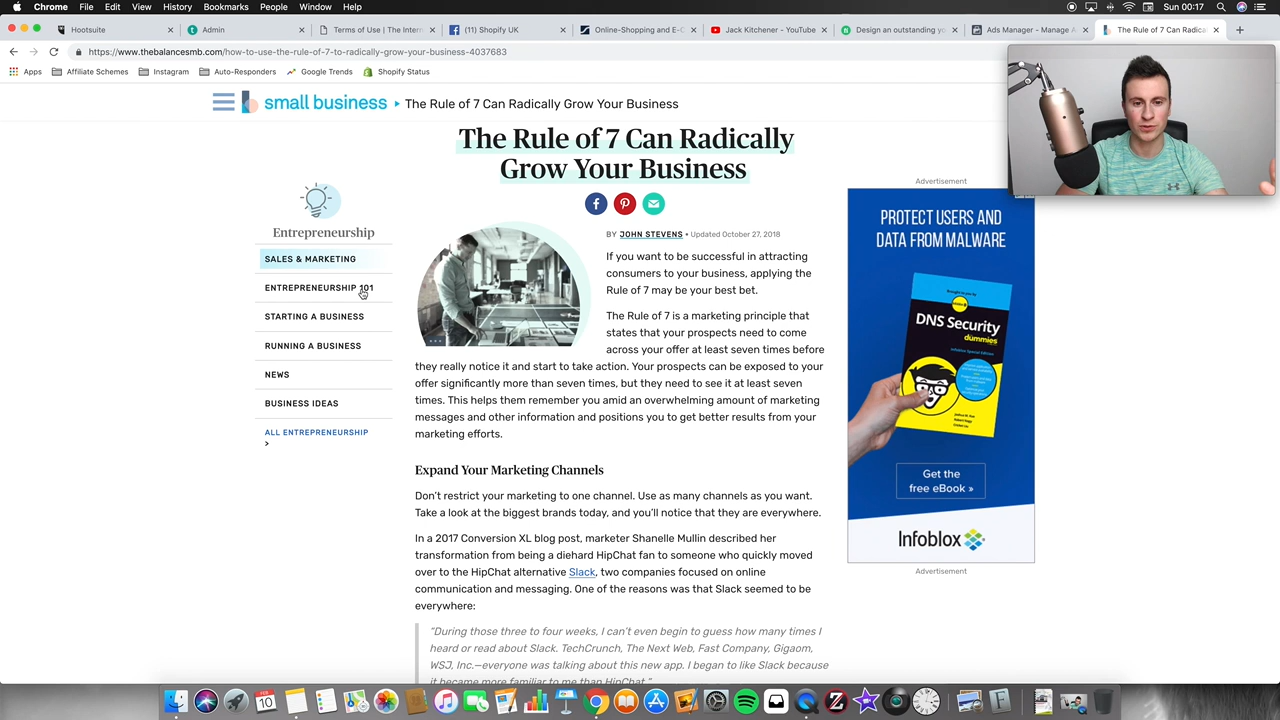 Chrome File Edit View History Bookmarks People Window Help
Sun 00:17
Hootsuite
Admin
Terms of Use | The Interm
(11) Shopify UK
Online-Shopping and E-C
Jack Kitchener - YouTube
Design an outstanding yo
Ads Manager - Manage A
The Rule of 7 Can Radica
https://www.thebalancesmb.com/how-to-use-the-rule-of-7-to-radically-grow-your-business-4037683
Apps Affiliate Schemes Instagram Auto-Responders Google Trends Shopify Status
small business The Rule of 7 Can Radically Grow Your Business
The Rule of 7 Can Radically
Grow Your Business
Entrepreneurship
SALES & MARKETING
ENTREPRENEURSHIP 101
STARTING A BUSINESS
RUNNING A BUSINESS
NEWS
BUSINESS IDEAS
ALL ENTREPRENEURSHIP
>
BY JOHN STEVENS • Updated October 27, 2018
If you want to be successful in attracting
consumers to your business, applying the
Rule of 7 may be your best bet.
The Rule of 7 is a marketing principle that
states that your prospects need to come
across your offer at least seven times before
they really notice it and start to take action. Your prospects can be exposed to your
offer significantly more than seven times, but they need to see it at least seven
times. This helps them remember you amid an overwhelming amount of marketing
messages and other information and positions you to get better results from your
marketing efforts.
Expand Your Marketing Channels
Don't restrict your marketing to one channel. Use as many channels as you want.
Take a look at the biggest brands today, and you'll notice that they are everywhere.
In a 2017 Conversion XL blog post, marketer Shanelle Mullin described her
transformation from being a diehard HipChat fan to someone who quickly moved
over to the HipChat alternative Slack, two companies focused on online
communication and messaging. One of the reasons was that Slack seemed to be
everywhere:
“During those three to four weeks, I can't even begin to guess how many times I
heard or read about Slack. TechCrunch, The Next Web, Fast Company, Gigaom,
WSJ, Inc.—everyone was talking about this new app. I began to like Slack because
it became more familiar to me than HipChat.”
Advertisement
PROTECT USERS AND
DATA FROM MALWARE
DNS Security
dummies
Get the
free eBook »
Infoblox
Advertisement
FEB
10